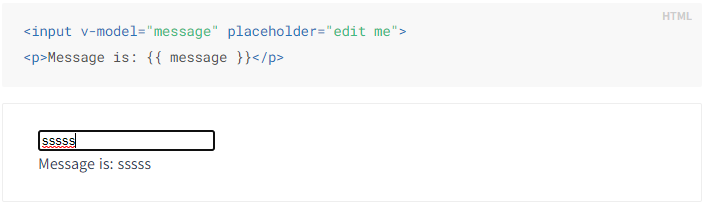 HTML
<input v-model="message" placeholder="edit me">
<p>Message is: {{ message }}</p>
sssss
Message is: sssss